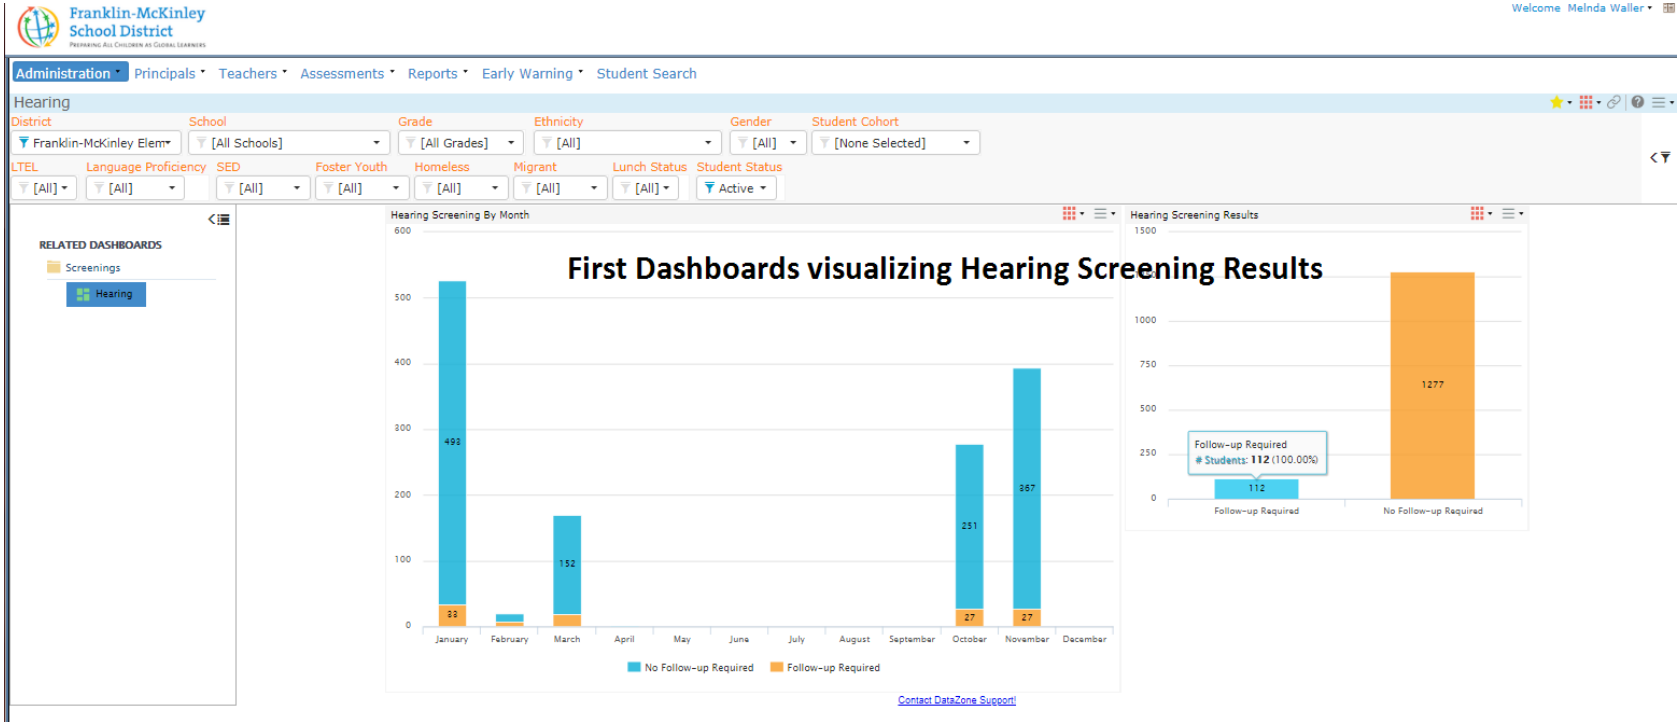 Franklin-McKinley
School District
Preparing All Children as Global Learners
Welcome Melnda Waller
Administration Principals Teachers Assessments Reports Early Warning Student Search
Hearing
District School Grade Ethnicity Gender Student Cohort
Franklin-McKinley Elem [All Schools] [All Grades] [All] [All] [None Selected]
LTEL Language Proficiency SED Foster Youth Homeless Migrant Lunch Status Student Status
[All] [All] [All] [All] [All] [All] [All] Active
RELATED DASHBOARDS
Screenings
Hearing
Hearing Screening By Month
600
500
400
300
200
100
0
493
33
152
251
27
367
27
January February March April May June July August September October November December
No Follow-up Required Follow-up Required
First Dashboards visualizing Hearing Screening Results
Hearing Screening Results
1500
1000
750
500
250
0
1277
Follow-up Required
# Students: 112 (100.00%)
112
Follow-up Required No Follow-up Required
Contact DataZone Support!